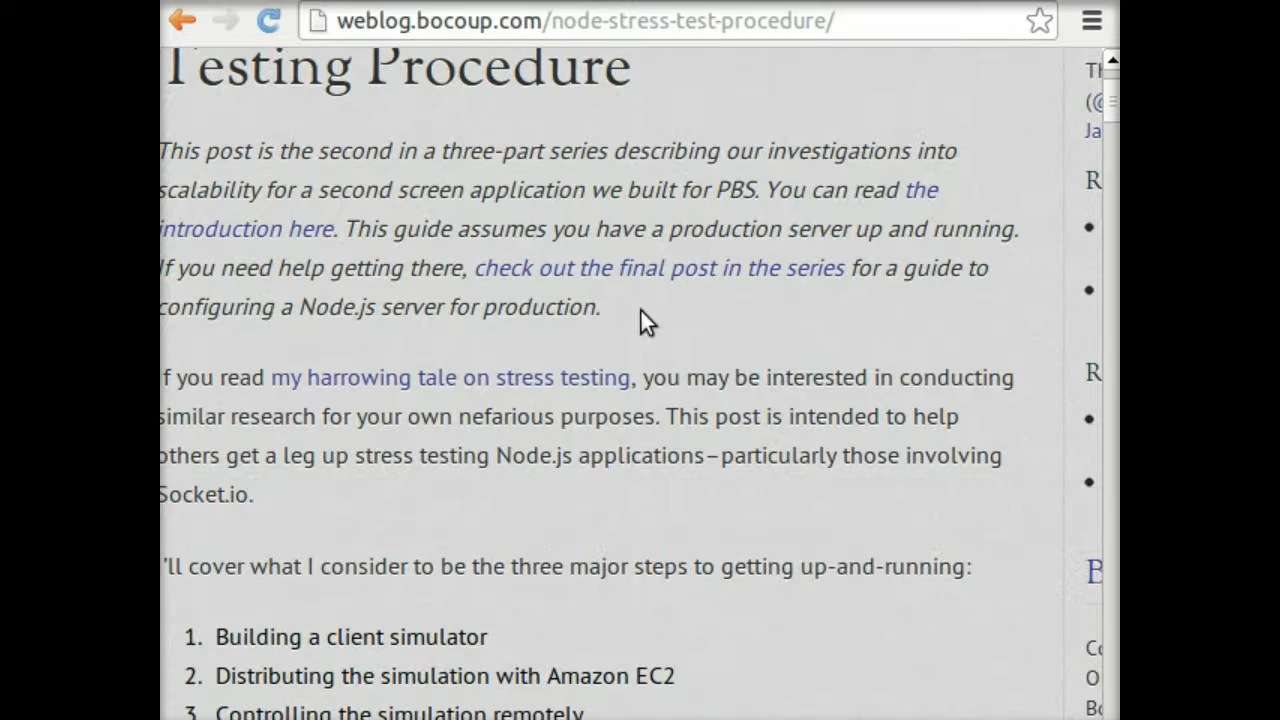 weblog.bocoup.com/node-stress-test-procedure/
Testing Procedure
This post is the second in a three-part series describing our investigations into
scalability for a second screen application we built for PBS. You can read the
introduction here. This guide assumes you have a production server up and running.
If you need help getting there, check out the final post in the series for a guide to
configuring a Node.js server for production.
If you read my harrowing tale on stress testing, you may be interested in conducting
similar research for your own nefarious purposes. This post is intended to help
others get a leg up stress testing Node.js applications–particularly those involving
Socket.io.
'll cover what I consider to be the three major steps to getting up-and-running:
1. Building a client simulator
2. Distributing the simulation with Amazon EC2
3. Controlling the simulation remotely